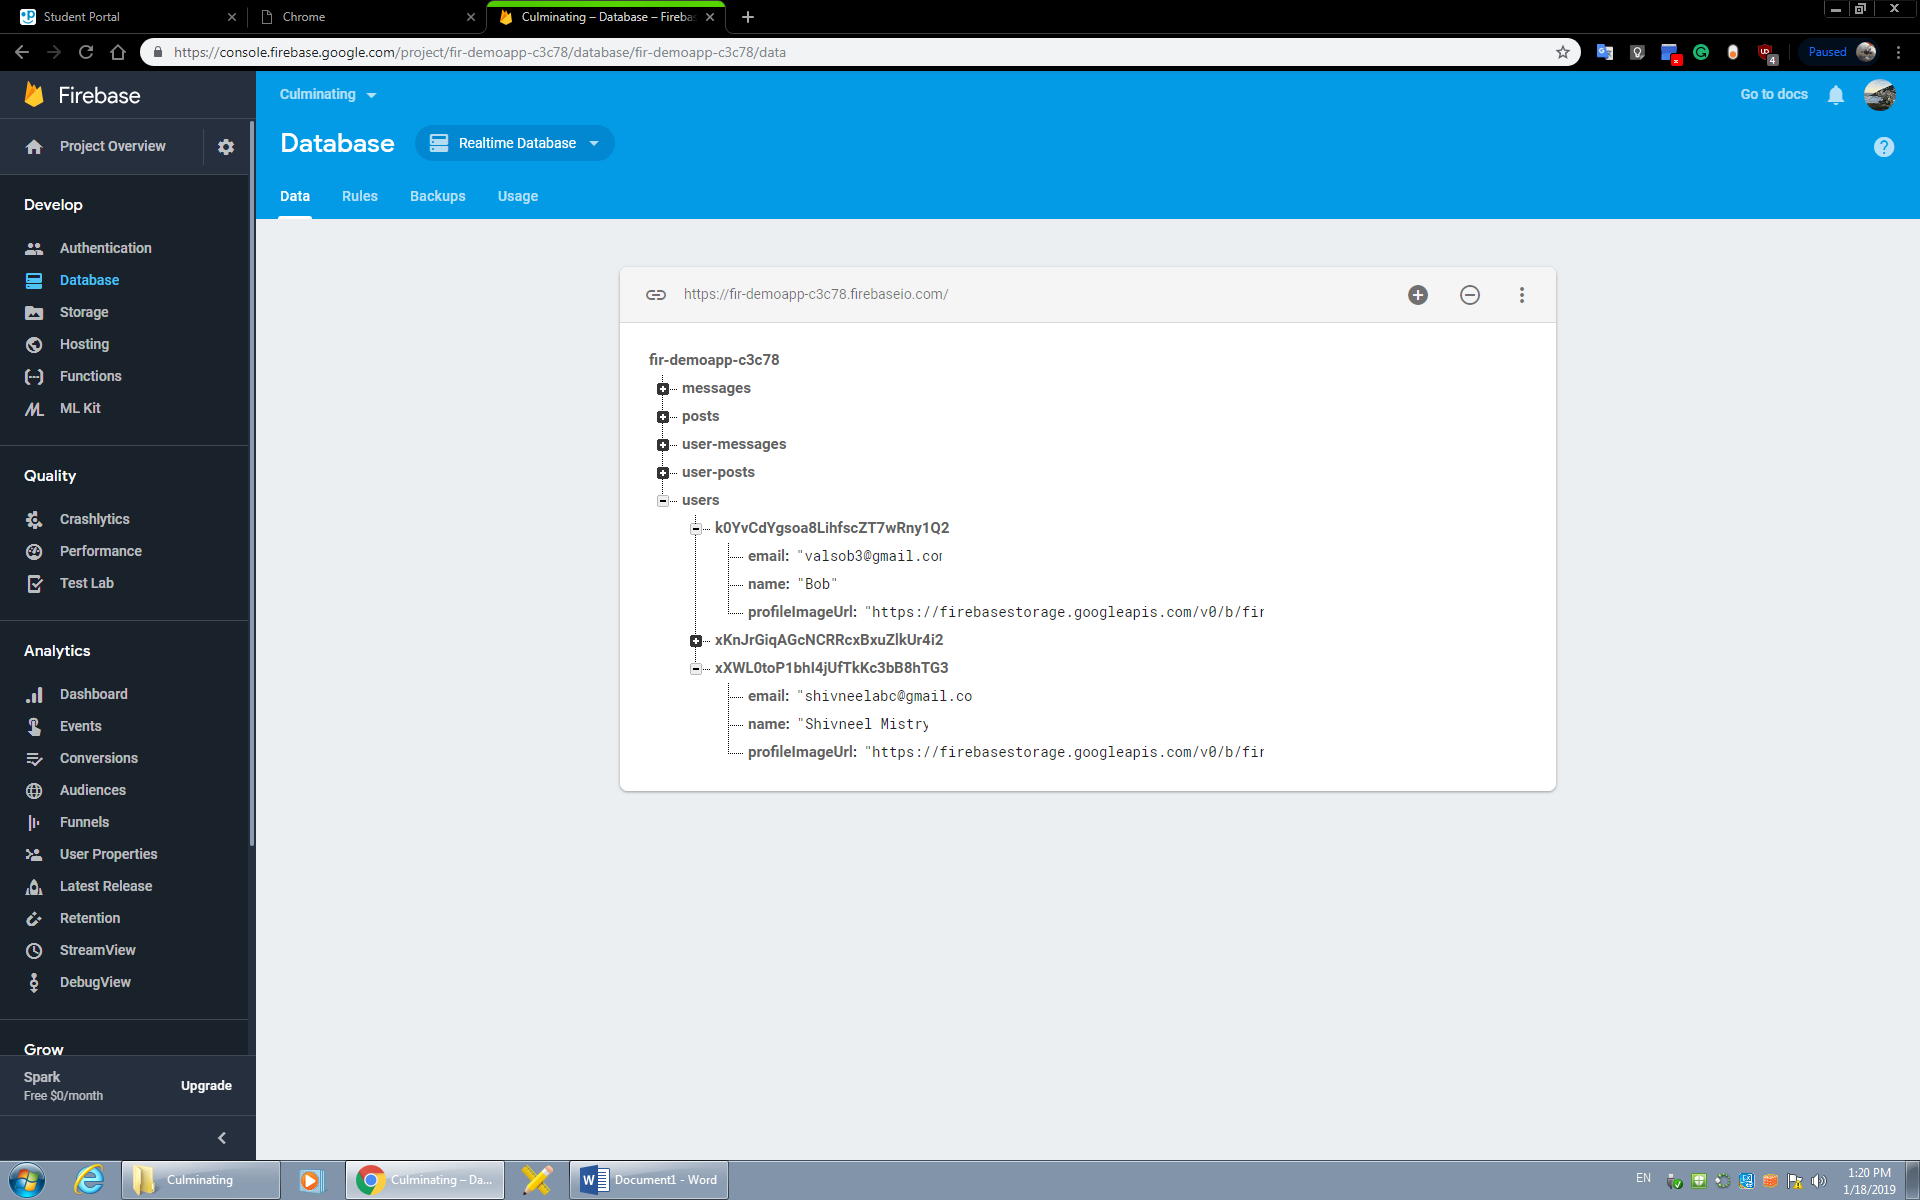 Student Portal
Chrome
Culminating – Database – Fireba
https://console.firebase.google.com/project/fir-demoapp-c3c78/database/fir-demoapp-c3c78/data
4
Paused
Firebase
Culminating
Go to docs
Project Overview
Database
Realtime Database
Data
Rules
Backups
Usage
Develop
Authentication
Database
Storage
Hosting
Functions
ML Kit
Quality
Crashlytics
Performance
Test Lab
Analytics
Dashboard
Events
Conversions
Audiences
Funnels
User Properties
Latest Release
Retention
StreamView
DebugView
Grow
Spark
Free $0/month
Upgrade
https://fir-demoapp-c3c78.firebaseio.com/
fir-demoapp-c3c78
messages
posts
user-messages
user-posts
users
k0YvCdYgsoa8LihfscZT7wRny1Q2
email: "valsob3@gmail.com
name: "Bob"
profileImageUrl: "https://firebasestorage.googleapis.com/v0/b/fir
xKnJrGiqAGcNCRRcxBxuZlkUr4i2
xXWL0toP1bhI4jUfTkKc3bB8hTG3
email: "shivneelabc@gmail.co
name: "Shivneel Mistry
profileImageUrl: "https://firebasestorage.googleapis.com/v0/b/fir
Culminating
Culminating – Da...
Document1 - Word
EN
1:20 PM
1/18/2019